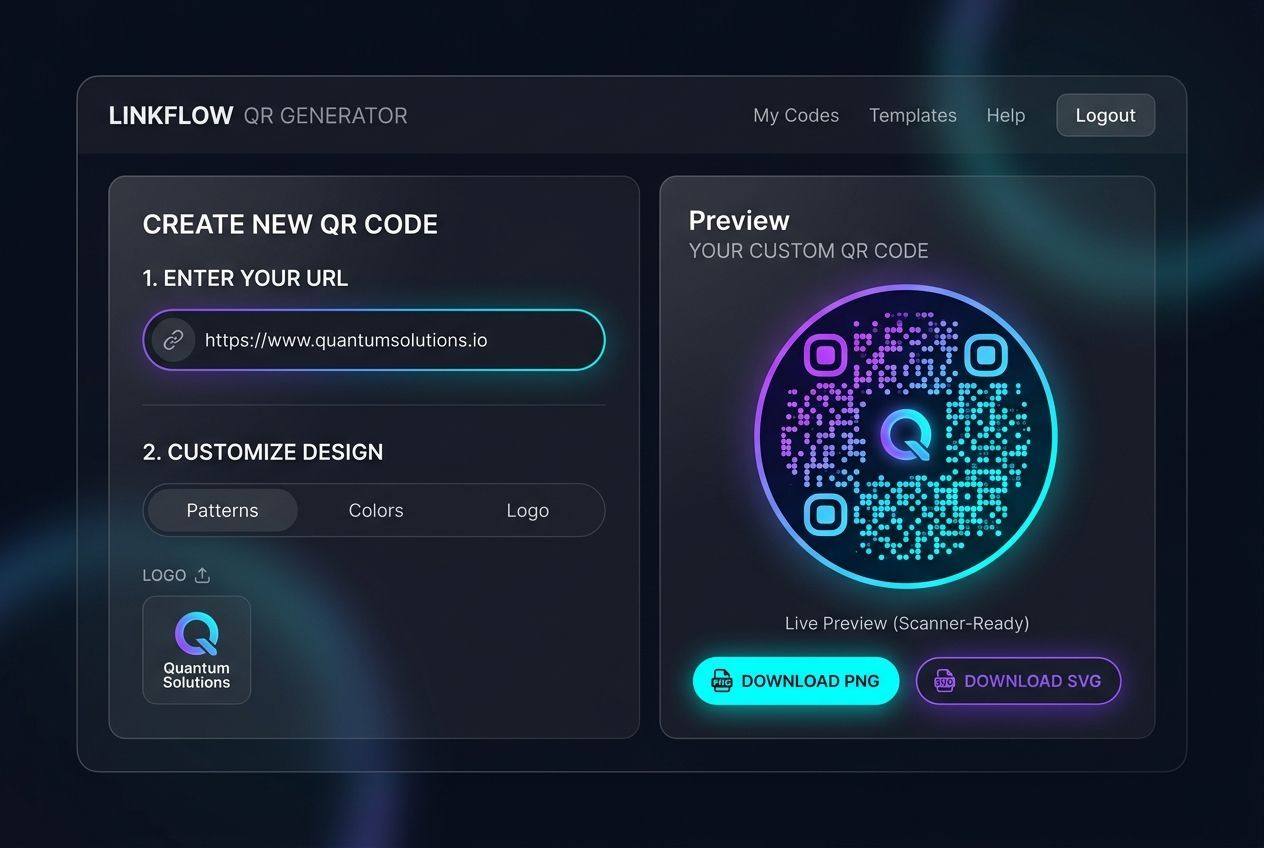 LINKFLOW QR GENERATOR
My Codes Templates Help Logout
CREATE NEW QR CODE
1. ENTER YOUR URL
https://www.quantumsolutions.io
2. CUSTOMIZE DESIGN
Patterns Colors Logo
LOGO
Quantum
Solutions
Preview
YOUR CUSTOM QR CODE
Live Preview (Scanner-Ready)
DOWNLOAD PNG
DOWNLOAD SVG